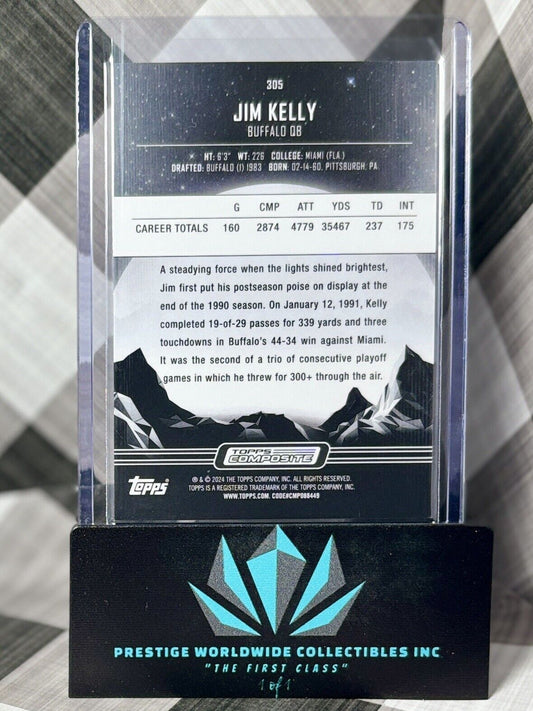 305
JIM KELLY
BUFFALO QB
HT: 6'3" WT: 226 COLLEGE: MIAMI (FLA.)
DRAFTED: BUFFALO (1) 1983 BORN: 02-14-60, PITTSBURGH, PA.
G CMP ATT YDS TD INT
CAREER TOTALS 160 2874 4779 35467 237 175
A steadying force when the lights shined brightest,
Jim first put his postseason poise on display at the
end of the 1990 season. On January 12, 1991, Kelly
completed 19-of-29 passes for 339 yards and three
touchdowns in Buffalo's 44-34 win against Miami.
It was the second of a trio of consecutive playoff
games in which he threw for 300+ through the air.
TOPPS
COMPOSITE
Topps
® & © 2024 THE TOPPS COMPANY, INC. ALL RIGHTS RESERVED.
TOPPS IS A REGISTERED TRADEMARK OF THE TOPPS COMPANY, INC.
WWW.TOPPS.COM. CODE#CMP088449
PRESTIGE WORLDWIDE COLLECTIBLES INC
"THE FIRST CLASS"
1 of 1